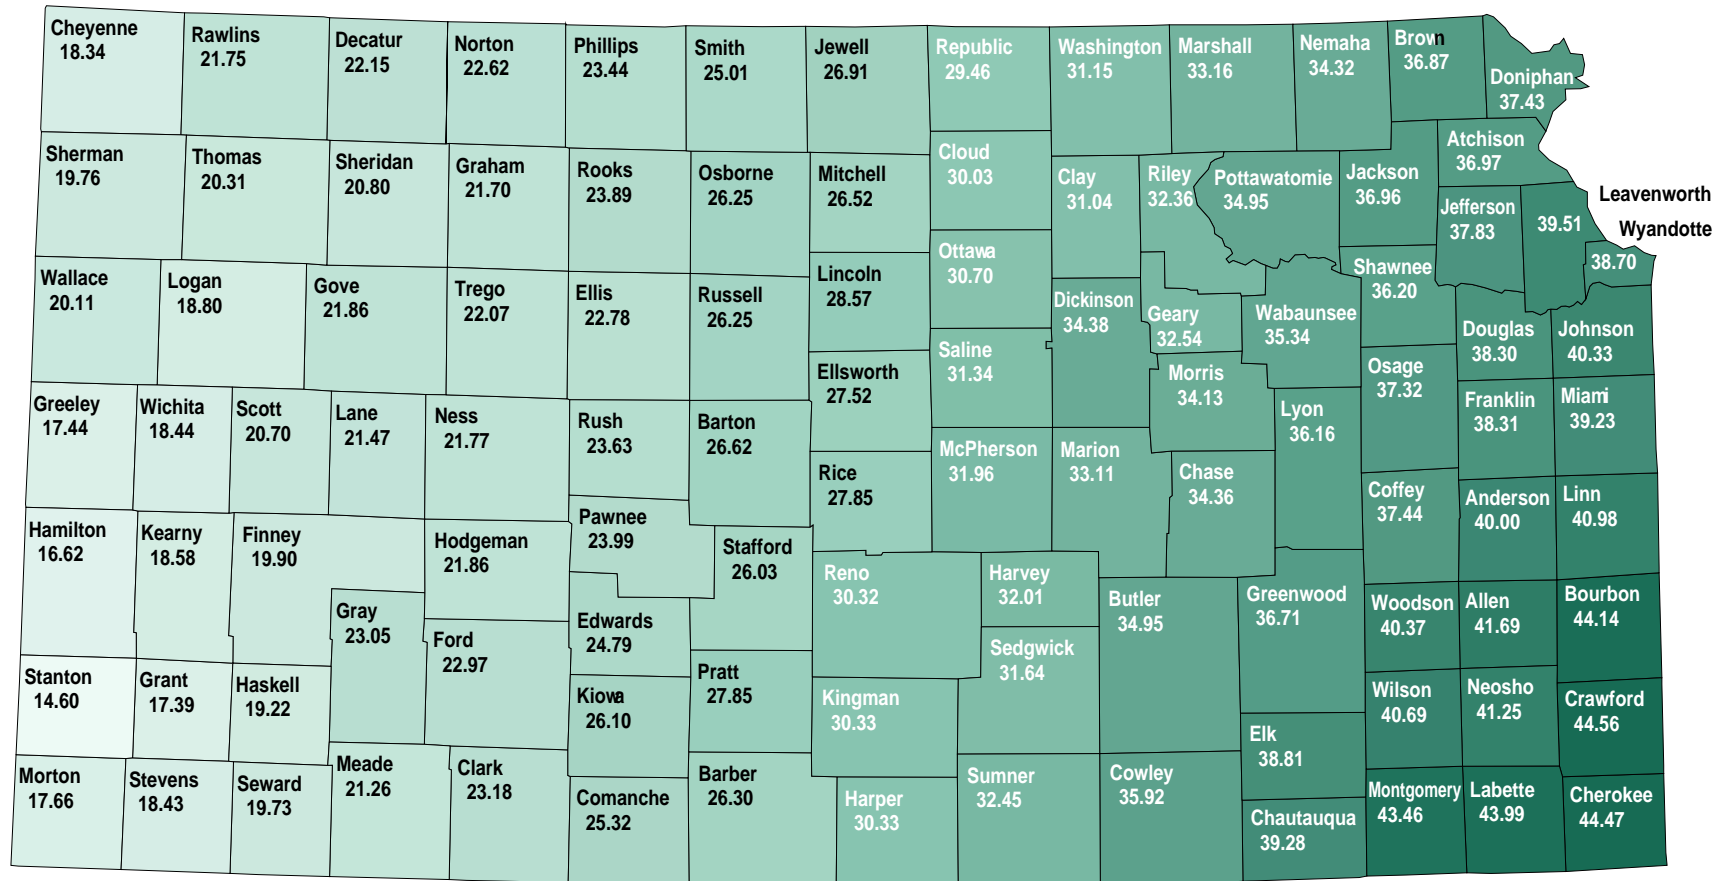 Cheyenne
18.34
Rawlins
21.75
Decatur
22.15
Norton
22.62
Phillips
23.44
Smith
25.01
Jewell
26.91
Republic
29.46
Washington
31.15
Marshall
33.16
Nemaha
34.32
Brown
36.87
Doniphan
37.43
Sherman
19.76
Thomas
20.31
Sheridan
20.80
Graham
21.70
Rooks
23.89
Osborne
26.25
Mitchell
26.52
Cloud
30.03
Clay
31.04
Riley
32.36
Pottawatomie
34.95
Jackson
36.96
Atchison
36.97
Jefferson
37.83
Leavenworth
39.51
Wyandotte
38.70
Wallace
20.11
Logan
18.80
Gove
21.86
Trego
22.07
Ellis
22.78
Russell
26.25
Lincoln
28.57
Ottawa
30.70
Dickinson
34.38
Geary
32.54
Wabaunsee
35.34
Shawnee
36.20
Douglas
38.30
Johnson
40.33
Ellsworth
27.52
Saline
31.34
Morris
34.13
Osage
37.32
Greeley
17.44
Wichita
18.44
Scott
20.70
Lane
21.47
Ness
21.77
Rush
23.63
Barton
26.62
Rice
27.85
McPherson
31.96
Marion
33.11
Chase
34.36
Lyon
36.16
Franklin
38.31
Miami
39.23
Coffey
37.44
Anderson
40.00
Linn
40.98
Hamilton
16.62
Kearny
18.58
Finney
19.90
Hodgeman
21.86
Pawnee
23.99
Stafford
26.03
Reno
30.32
Harvey
32.01
Butler
34.95
Greenwood
36.71
Woodson
40.37
Allen
41.69
Bourbon
44.14
Gray
23.05
Ford
22.97
Edwards
24.79
Sedgwick
31.64
Stanton
14.60
Grant
17.39
Haskell
19.22
Kiowa
26.10
Pratt
27.85
Kingman
30.33
Wilson
40.69
Neosho
41.25
Crawford
44.56
Elk
38.81
Morton
17.66
Stevens
18.43
Seward
19.73
Meade
21.26
Clark
23.18
Comanche
25.32
Barber
26.30
Harper
30.33
Sumner
32.45
Cowley
35.92
Chautauqua
39.28
Montgomery
43.46
Labette
43.99
Cherokee
44.47